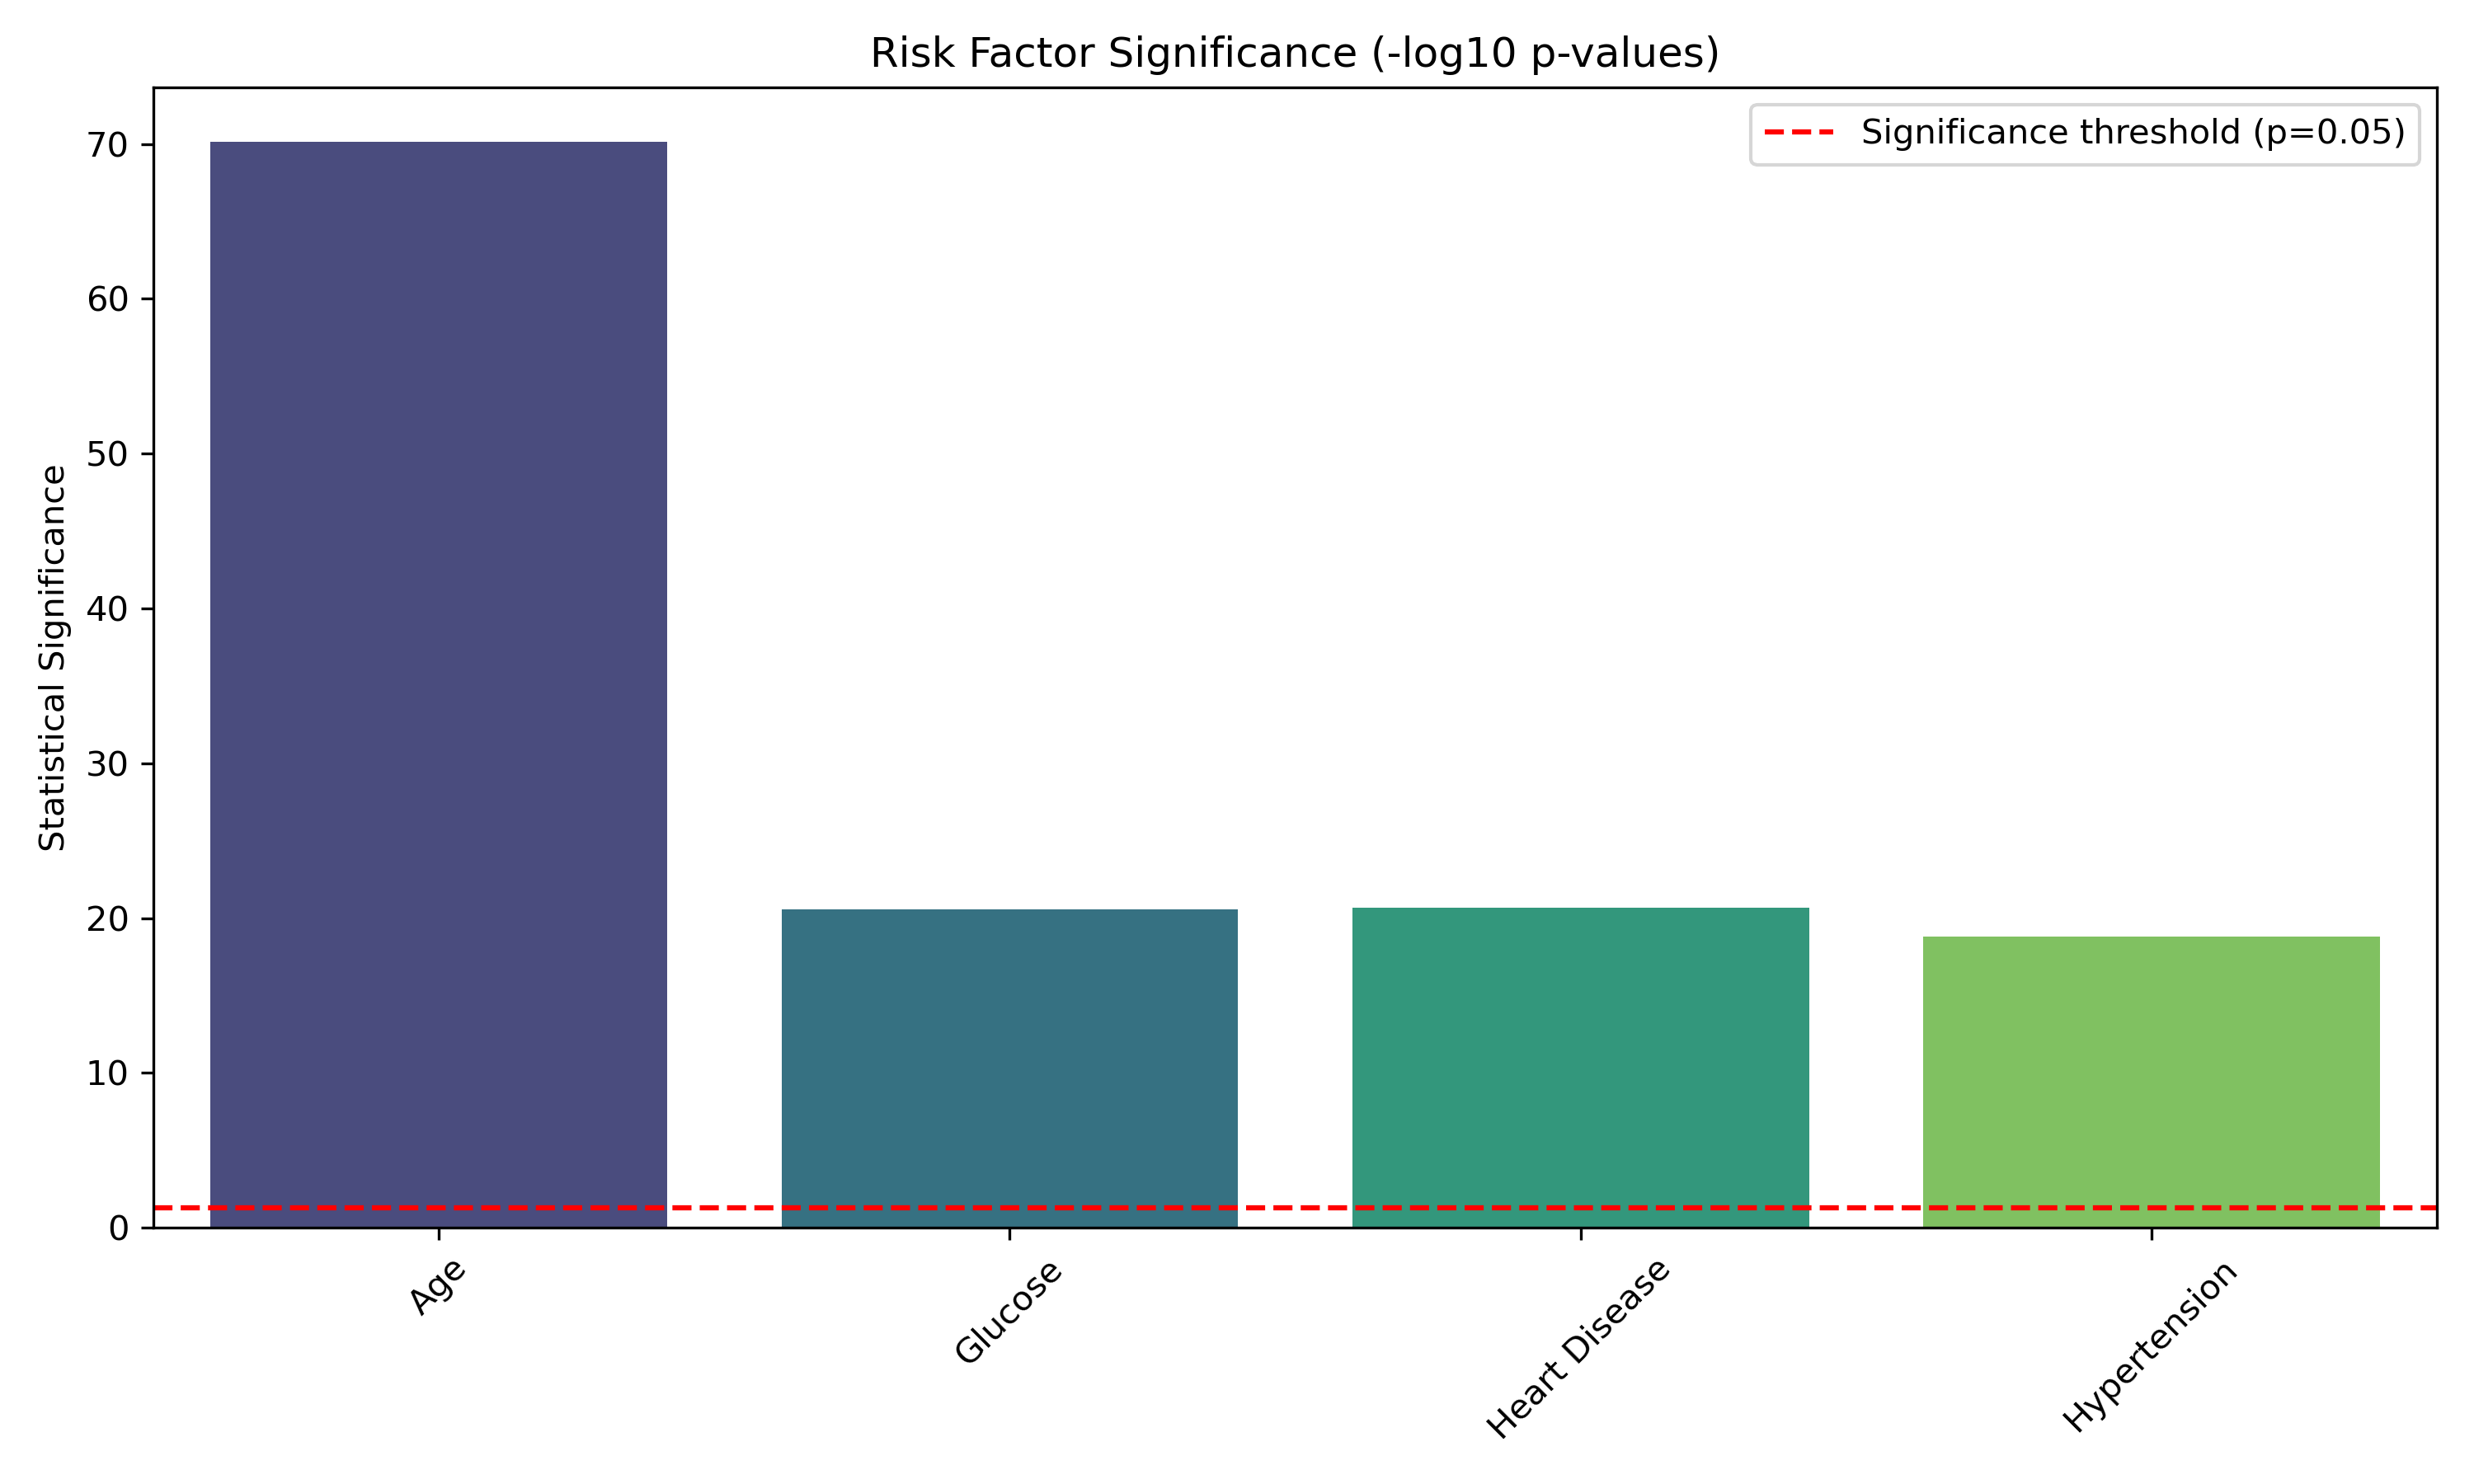 Risk Factor Significance (-log10 p-values)
Significance threshold (p=0.05)
Statistical Significance
70
60
50
40
30
20
10
0
Age
Glucose
Heart Disease
Hypertension